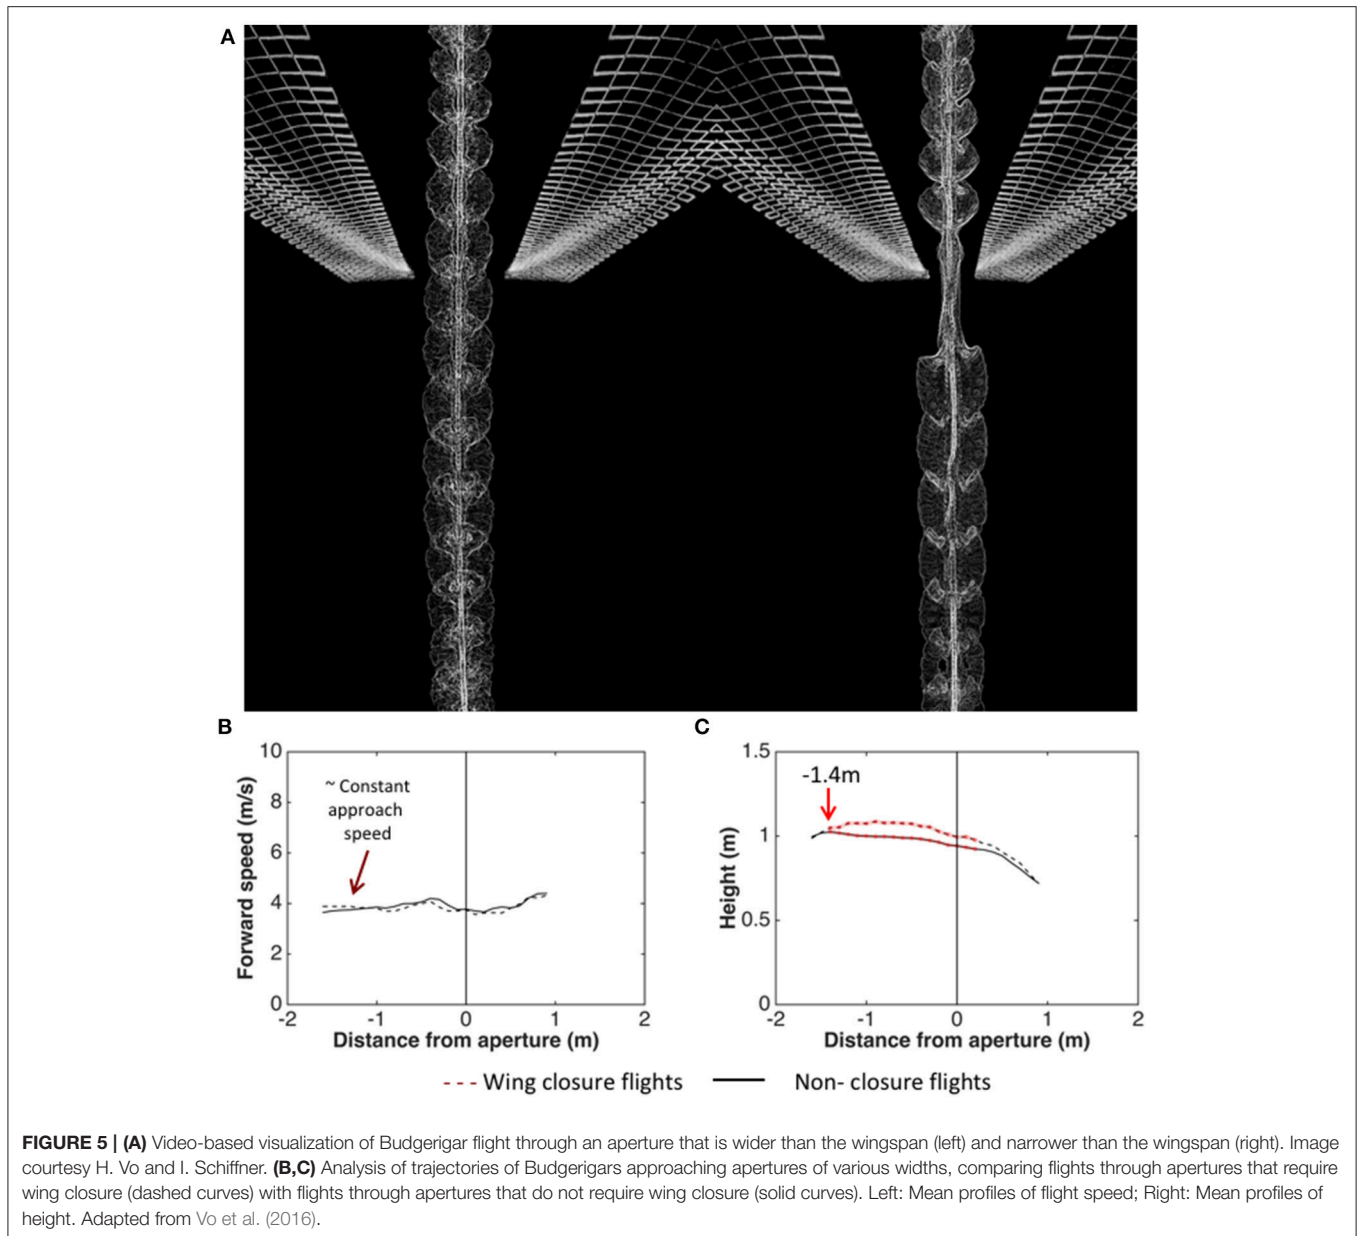 A
B
C
10
8
6
4
2
0
-2
-1
0
1
2
Forward speed (m/s)
~ Constant
approach
speed
Distance from aperture (m)
1.5
1
0.5
0
-2
-1
0
1
2
Height (m)
-1.4m
Distance from aperture (m)
--- Wing closure flights —— Non- closure flights
FIGURE 5 | (A) Video-based visualization of Budgerigar flight through an aperture that is wider than the wingspan (left) and narrower than the wingspan (right). Image
courtesy H. Vo and I. Schiffner. (B,C) Analysis of trajectories of Budgerigars approaching apertures of various widths, comparing flights through apertures that require
wing closure (dashed curves) with flights through apertures that do not require wing closure (solid curves). Left: Mean profiles of flight speed; Right: Mean profiles of
height. Adapted from Vo et al. (2016).